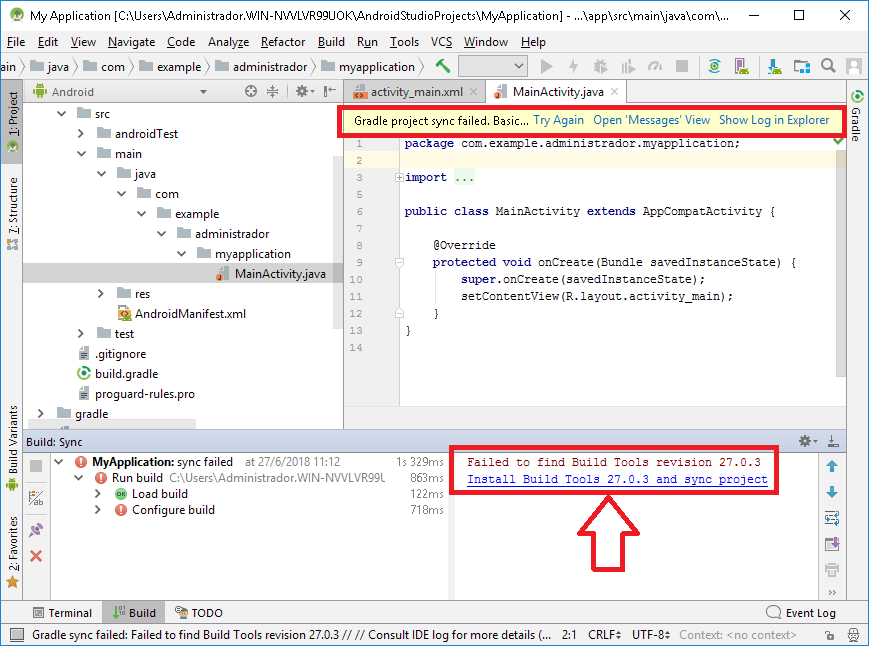 My Application [C:\Users\Administrador.WIN-NVVLVR99UOK\AndroidStudioProjects\MyApplication] - ...\app\src\main\java\com\...
File Edit View Navigate Code Analyze Refactor Build Run Tools VCS Window Help
ain java com example administrador myapplication
1: Project
7: Structure
Build Variants
2: Favorites
Android
src
androidTest
main
java
com
example
administrador
myapplication
MainActivity.java
res
AndroidManifest.xml
test
.gitignore
build.gradle
proguard-rules.pro
gradle
activity_main.xml MainActivity.java
Gradle project sync failed. Basic... Try Again Open 'Messages' View Show Log in Explorer
1 package com.example.administrador.myapplication;
2
3 import ...
5
6 public class MainActivity extends AppCompatActivity {
7
8 @Override
9 protected void onCreate(Bundle savedInstanceState) {
10 super.onCreate(savedInstanceState);
11 setContentView(R.layout.activity_main);
12 }
13 }
14
Gradle
Build: Sync
MyApplication: sync failed at 27/6/2018 11:12 1s 329ms
Run build C:\Users\Administrador.WIN-NVVLVR99U 863ms
OK Load build 122ms
Configure build 718ms
Failed to find Build Tools revision 27.0.3
Install Build Tools 27.0.3 and sync project
Terminal Build TODO Event Log
Gradle sync failed: Failed to find Build Tools revision 27.0.3 // // Consult IDE log for more details (... 2:1 CRLF UTF-8 Context: <no context>